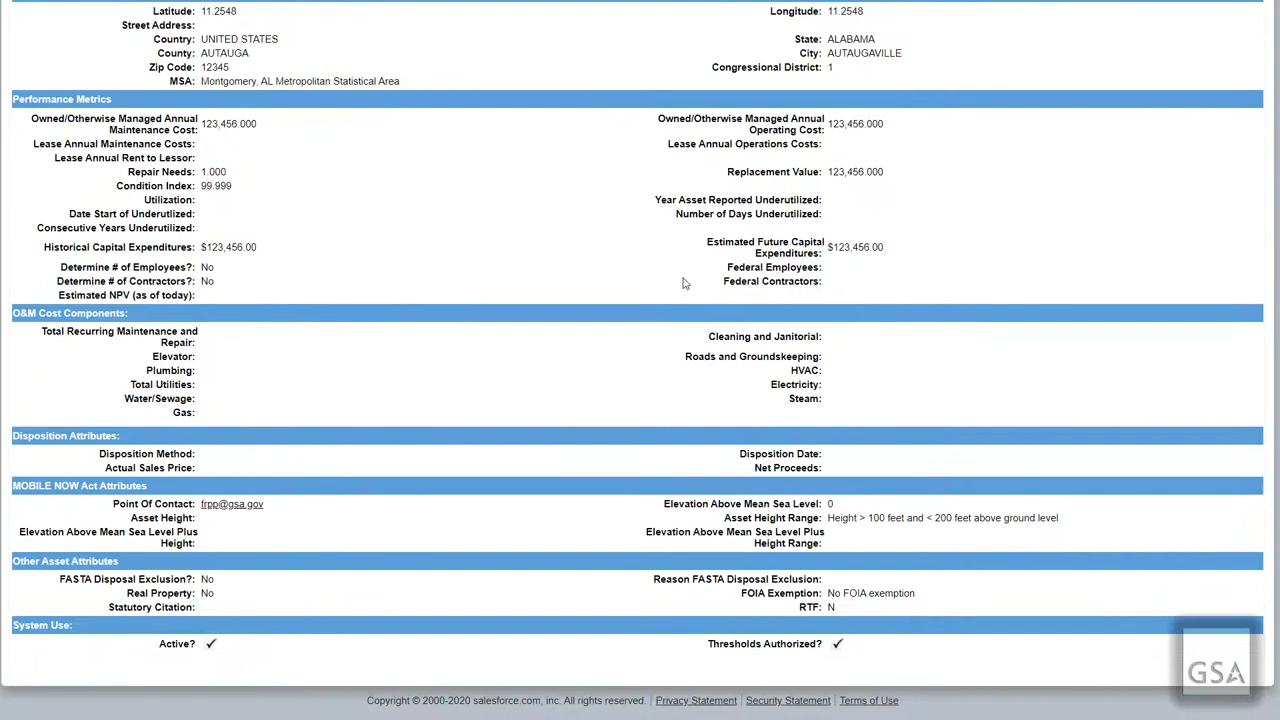 Latitude: 11.2548 Longitude: 11.2548
Street Address:
Country: UNITED STATES State: ALABAMA
County: AUTAUGA City: AUTAUGAVILLE
Zip Code: 12345 Congressional District: 1
MSA: Montgomery, AL Metropolitan Statistical Area
Performance Metrics
Owned/Otherwise Managed Annual Maintenance Cost: 123,456.000 Owned/Otherwise Managed Annual Operating Cost: 123,456.000
Lease Annual Maintenance Costs: Lease Annual Operations Costs:
Lease Annual Rent to Lessor:
Repair Needs: 1.000 Replacement Value: 123,456.000
Condition Index: 99.999
Utilization: Year Asset Reported Underutilized:
Date Start of Underutlized: Number of Days Underutilized:
Consecutive Years Underutilized:
Historical Capital Expenditures: $123,456.00 Estimated Future Capital Expenditures: $123,456.00
Determine # of Employees?: No Federal Employees:
Determine # of Contractors?: No Federal Contractors:
Estimated NPV (as of today):
O&M Cost Components:
Total Recurring Maintenance and Repair: Cleaning and Janitorial:
Elevator: Roads and Groundskeeping:
Plumbing: HVAC:
Total Utilities: Electricity:
Water/Sewage: Steam:
Gas:
Disposition Attributes:
Disposition Method: Disposition Date:
Actual Sales Price: Net Proceeds:
MOBILE NOW Act Attributes
Point Of Contact: frpp@gsa.gov Elevation Above Mean Sea Level: 0
Asset Height: Asset Height Range: Height > 100 feet and < 200 feet above ground level
Elevation Above Mean Sea Level Plus Height: Elevation Above Mean Sea Level Plus Height Range:
Other Asset Attributes
FASTA Disposal Exclusion?: No Reason FASTA Disposal Exclusion:
Real Property: No FOIA Exemption: No FOIA exemption
Statutory Citation: RTF: N
System Use:
Active? ✓ Thresholds Authorized? ✓
GSA
Copyright © 2000-2020 salesforce.com, inc. All rights reserved. | Privacy Statement | Security Statement | Terms of Use